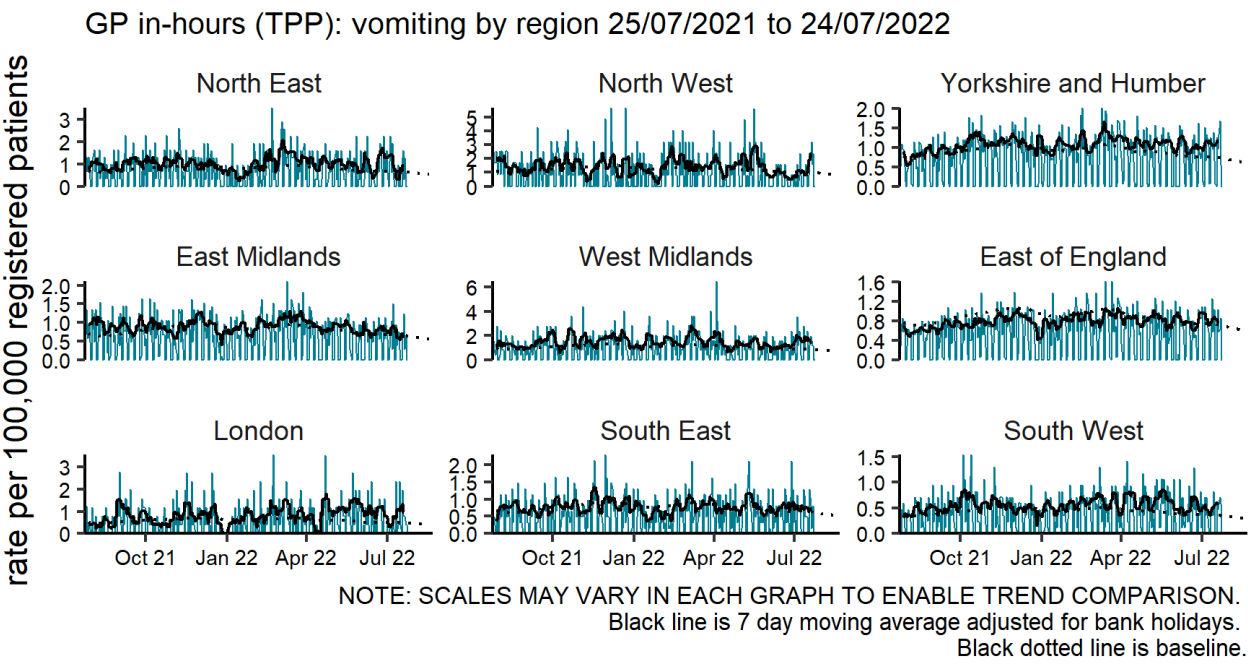 GP in-hours (TPP): vomiting by region 25/07/2021 to 24/07/2022
rate per 100,000 registered patients
North East
3
2
1
0
North West
5
4
3
2
1
0
Yorkshire and Humber
2.0
1.5
1.0
0.5
0.0
East Midlands
2.0
1.5
1.0
0.5
0.0
West Midlands
6
4
2
0
East of England
1.6
1.2
0.8
0.4
0.0
London
3
2
1
0
South East
2.0
1.5
1.0
0.5
0.0
South West
1.5
1.0
0.5
0.0
Oct 21 Jan 22 Apr 22 Jul 22
Oct 21 Jan 22 Apr 22 Jul 22
Oct 21 Jan 22 Apr 22 Jul 22
NOTE: SCALES MAY VARY IN EACH GRAPH TO ENABLE TREND COMPARISON.
Black line is 7 day moving average adjusted for bank holidays.
Black dotted line is baseline.